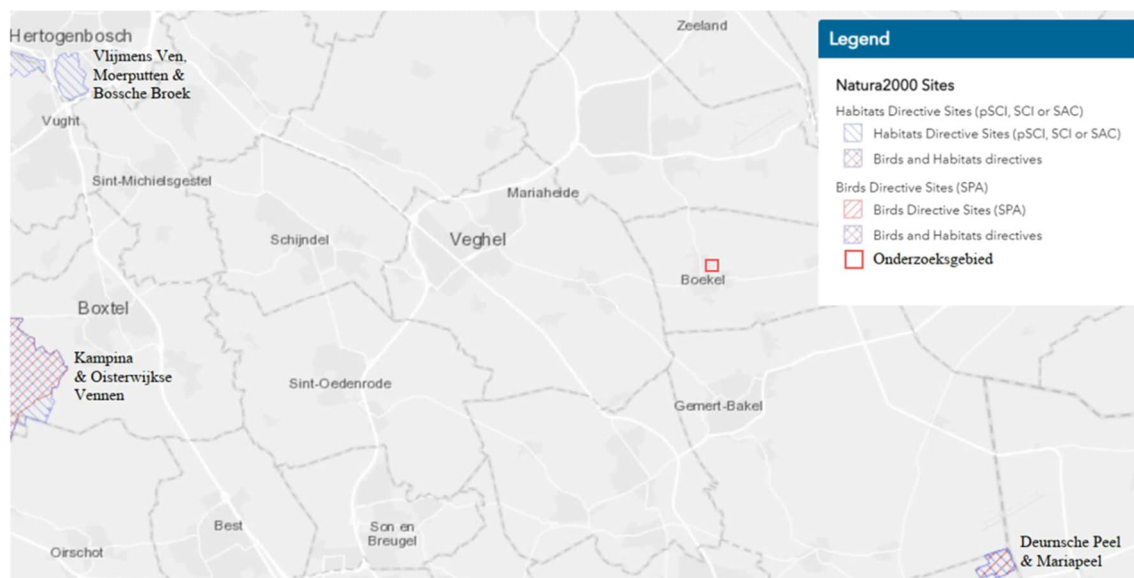 Hertogenbosch
Vlijmens Ven,
Moerputten &
Bossche Broek
Vught
Sint-Michielsgestel
Zeeland
Mariaheide
Schijndel
Veghel
Boekel
Boxtel
Kampina
& Oisterwijkse
Vennen
Sint-Oedenrode
Gemert-Bakel
Best
Son en
Breugel
Oirschot
Deurnsche Peel
& Mariapeel
Legend
Natura2000 Sites
Habitats Directive Sites (pSCI, SCI or SAC)
Habitats Directive Sites (pSCI, SCI or SAC)
Birds and Habitats directives
Birds Directive Sites (SPA)
Birds Directive Sites (SPA)
Birds and Habitats directives
Onderzoeksgebied